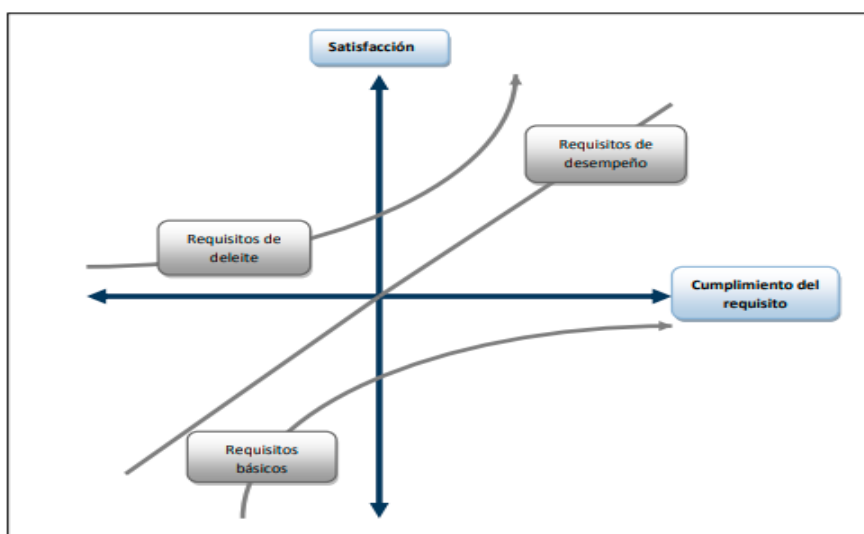 Satisfacción
Requisitos de
desempeño
Requisitos de
deleite
Cumplimiento del
requisito
Requisitos
básicos